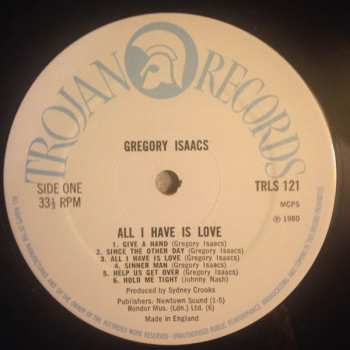 TROJAN RECORDS
GREGORY ISAACS
SIDE ONE
33⅓ RPM
TRLS 121
MCPS
℗ 1980
ALL I HAVE IS LOVE
1. GIVE A HAND (Gregory Isaacs)
2. SINCE THE OTHER DAY (Gregory Isaacs)
3. ALL I HAVE IS LOVE (Gregory Isaacs)
4. SINNER MAN (Gregory Isaacs)
5. HELP US GET OVER (Gregory Isaacs)
6. HOLD ME TIGHT (Johnny Nash)
Produced by Sydney Crooks
Publishers: Newtown Sound (1-5)
Rondor Mus. (Ldn.) Ltd. (6)
Made in England